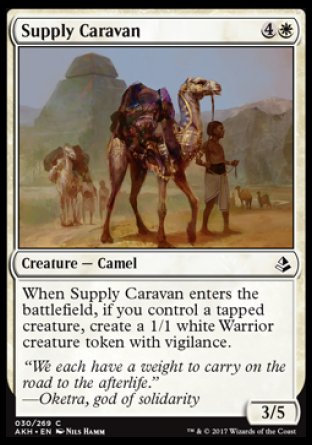 Supply Caravan 4
Creature — Camel
When Supply Caravan enters the
battlefield, if you control a tapped
creature, create a 1/1 white Warrior
creature token with vigilance.
“We each have a weight to carry on
the road to the afterlife.”
—Oketra, god of solidarity
030/269 C
AKH • EN NILS HAMM
3/5
™ & © 2017 Wizards of the Coast